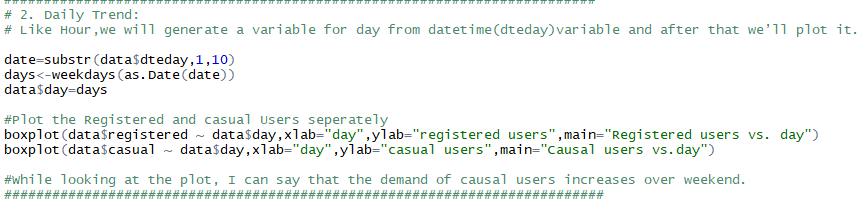 ##########################################################################
# 2. Daily Trend:
# Like Hour,we will generate a variable for day from datetime(dteday)variable and after that we'll plot it.
date=substr(data$dteday,1,10)
days<-weekdays(as.Date(date))
data$day=days
#Plot the Registered and casual Users seperately
boxplot(data$registered ~ data$day,xlab="day",ylab="registered users",main="Registered users vs. day")
boxplot(data$casual ~ data$day,xlab="day",ylab="casual users",main="Causal users vs.day")
#While looking at the plot, I can say that the demand of causal users increases over weekend.
###########################################################################